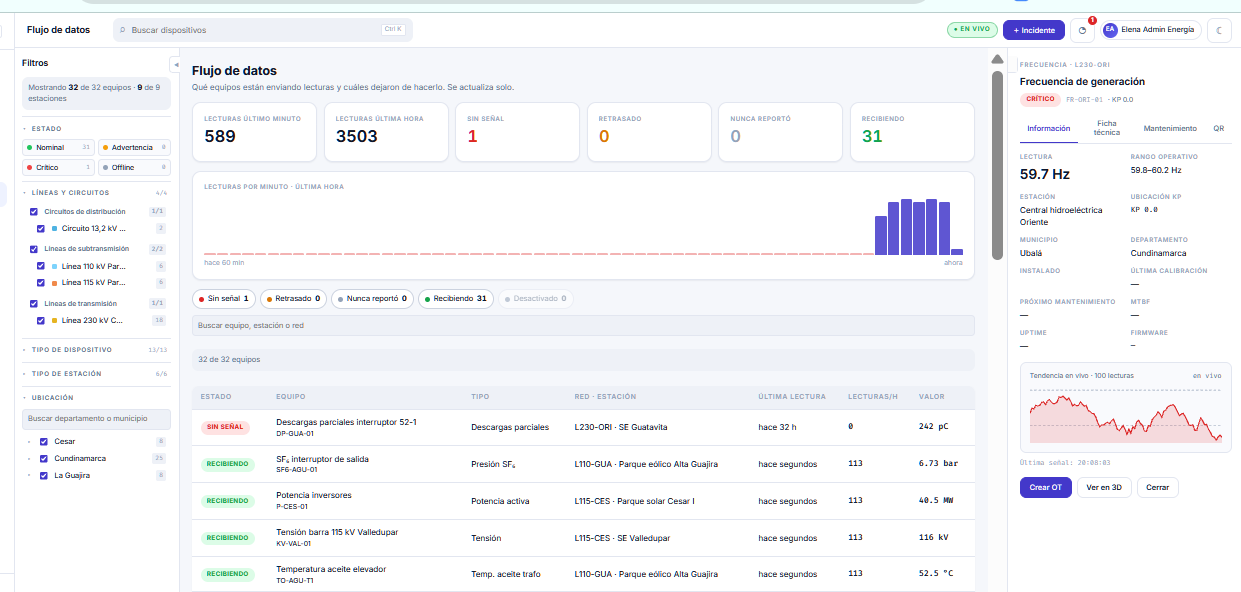 Flujo de datos
Buscar dispositivos
Ctrl K
EN VIVO
+ Incidente
1
EA
Elena Admin Energía
Filtros
Mostrando 32 de 32 equipos · 9 de 9
estaciones
ESTADO
Nominal 31
Advertencia 0
Crítico 1
Offline 0
LÍNEAS Y CIRCUITOS 4/4
Circuitos de distribución 1/1
Circuito 13,2 kV ... 2
Líneas de subtransmisión 2/2
Línea 110 kV Par... 6
Línea 115 kV Par... 6
Líneas de transmisión 1/1
Línea 230 kV C... 18
TIPO DE DISPOSITIVO 13/13
TIPO DE ESTACIÓN 6/6
UBICACIÓN
Buscar departamento o municipio
Cesar 8
Cundinamarca 25
La Guajira 8
Flujo de datos
Qué equipos están enviando lecturas y cuáles dejaron de hacerlo. Se actualiza solo.
LECTURAS ÚLTIMO MINUTO
589
LECTURAS ÚLTIMA HORA
3503
SIN SEÑAL
1
RETRASADO
0
NUNCA REPORTÓ
0
RECIBIENDO
31
LECTURAS POR MINUTO · ÚLTIMA HORA
hace 60 min
ahora
Sin señal 1
Retrasado 0
Nunca reportó 0
Recibiendo 31
Desactivado 0
Buscar equipo, estación o red
32 de 32 equipos
ESTADO EQUIPO TIPO RED · ESTACIÓN ÚLTIMA LECTURA LECTURAS/H VALOR
SIN SEÑAL Descargas parciales interruptor 52-1 Descargas parciales L230-ORI · SE Guatavita hace 32 h 0 242 pC
DP-GUA-01
RECIBIENDO SF₆ interruptor de salida Presión SF₆ L110-GUA · Parque eólico Alta Guajira hace segundos 113 6.73 bar
SF6-AGU-01
RECIBIENDO Potencia inversores Potencia activa L115-CES · Parque solar Cesar I hace segundos 113 40.5 MW
P-CES-01
RECIBIENDO Tensión barra 115 kV Valledupar Tensión L115-CES · SE Valledupar hace segundos 113 116 kV
KV-VAL-01
RECIBIENDO Temperatura aceite elevador Temp. aceite trafo L110-GUA · Parque eólico Alta Guajira hace segundos 113 52.5 °C
TO-AGU-T1
FRECUENCIA · L230-ORI
Frecuencia de generación
CRÍTICO FR-ORI-01 · KP 0.0
Información
Ficha
técnica
Mantenimiento
QR
LECTURA
59.7 Hz
RANGO OPERATIVO
59.8–60.2 Hz
ESTACIÓN
Central hidroeléctrica
Oriente
UBICACIÓN KP
KP 0.0
MUNICIPIO
Ubalá
DEPARTAMENTO
Cundinamarca
INSTALADO
ÚLTIMA CALIBRACIÓN
—
PRÓXIMO MANTENIMIENTO
—
MTBF
—
UPTIME
—
FIRMWARE
–
Tendencia en vivo · 100 lecturas
en vivo
Última señal: 20:08:03
Crear OT
Ver en 3D
Cerrar